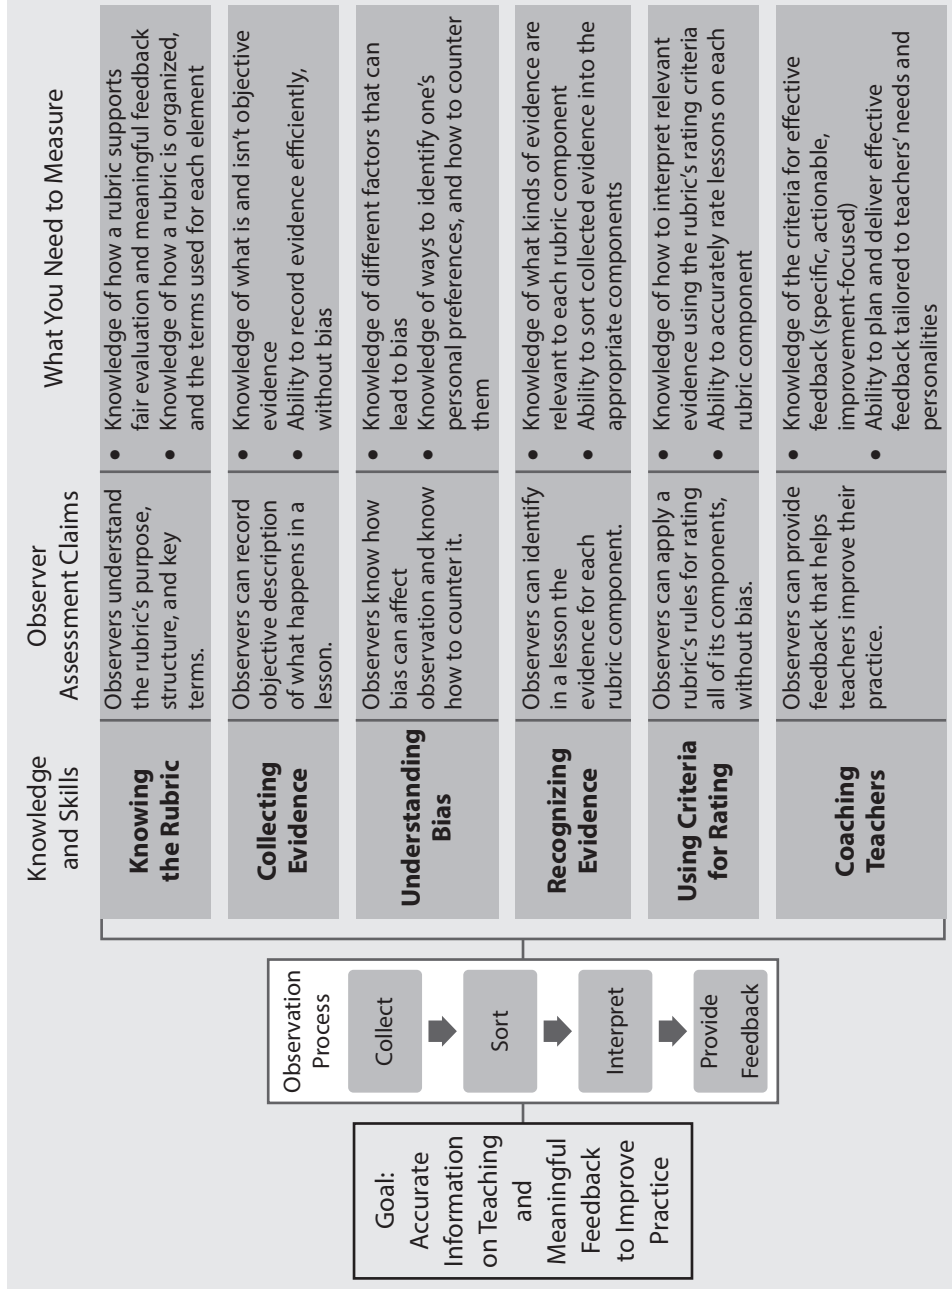 Goal:
Accurate
Information
on Teaching
and
Meaningful
Feedback
to Improve
Practice
Observation
Process
Collect
Sort
Interpret
Provide
Feedback
Knowledge
and Skills
Observer
Assessment Claims
What You Need to Measure
Knowing
the Rubric
Observers understand
the rubric's purpose,
structure, and key
terms.
• Knowledge of how a rubric supports
fair evaluation and meaningful feedback
• Knowledge of how a rubric is organized,
and the terms used for each element
Collecting
Evidence
Observers can record
objective description
of what happens in a
lesson.
• Knowledge of what is and isn't objective
evidence
• Ability to record evidence efficiently,
without bias
Understanding
Bias
Observers know how
bias can affect
observation and know
how to counter it.
• Knowledge of different factors that can
lead to bias
• Knowledge of ways to identify one's
personal preferences, and how to counter
them
Recognizing
Evidence
Observers can identify
in a lesson the
evidence for each
rubric component.
• Knowledge of what kinds of evidence are
relevant to each rubric component
• Ability to sort collected evidence into the
appropriate components
Using Criteria
for Rating
Observers can apply a
rubric's rules for rating
all of its components,
without bias.
• Knowledge of how to interpret relevant
evidence using the rubric's rating criteria
• Ability to accurately rate lessons on each
rubric component
Coaching
Teachers
Observers can provide
feedback that helps
teachers improve their
practice.
• Knowledge of the criteria for effective
feedback (specific, actionable,
improvement-focused)
• Ability to plan and deliver effective
feedback tailored to teachers' needs and
personalities